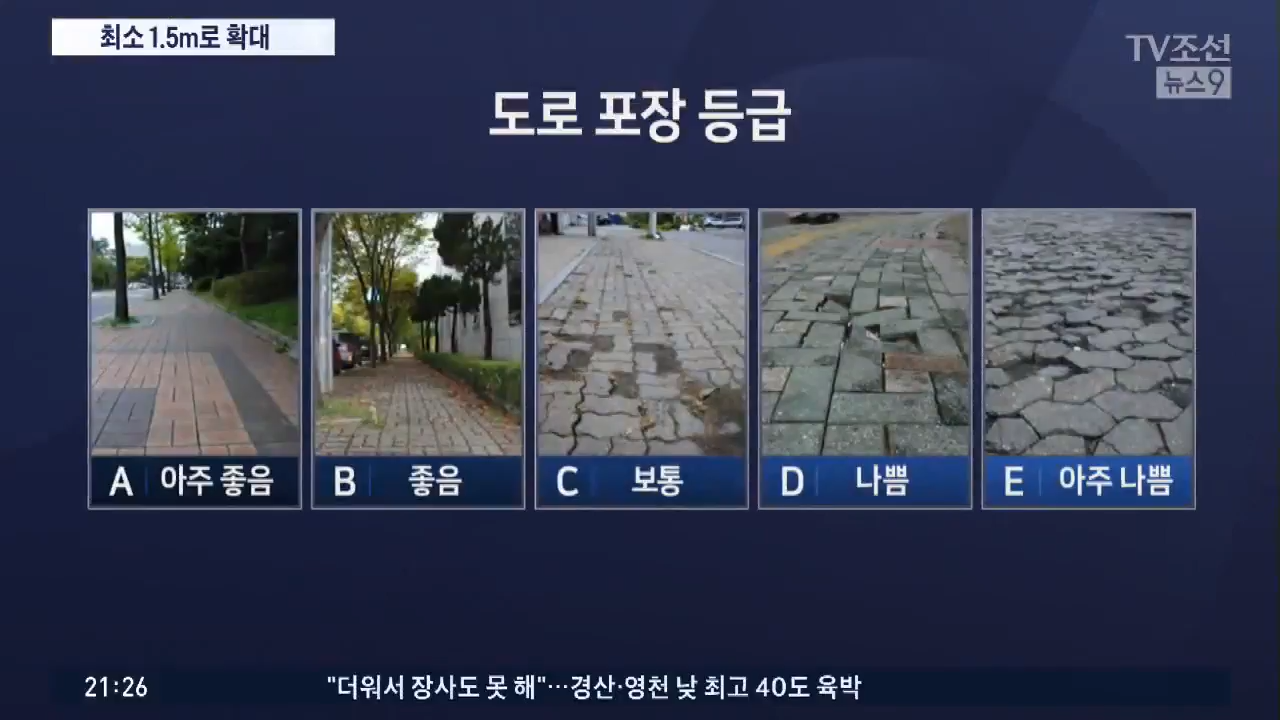 최소 1.5m로 확대
TV조선
뉴스9
도로 포장 등급
A 아주 좋음
B 좋음
C 보통
D 나쁨
E 아주 나쁨
21:26 "더워서 장사도 못 해"…경산·영천 낮 최고 40도 육박